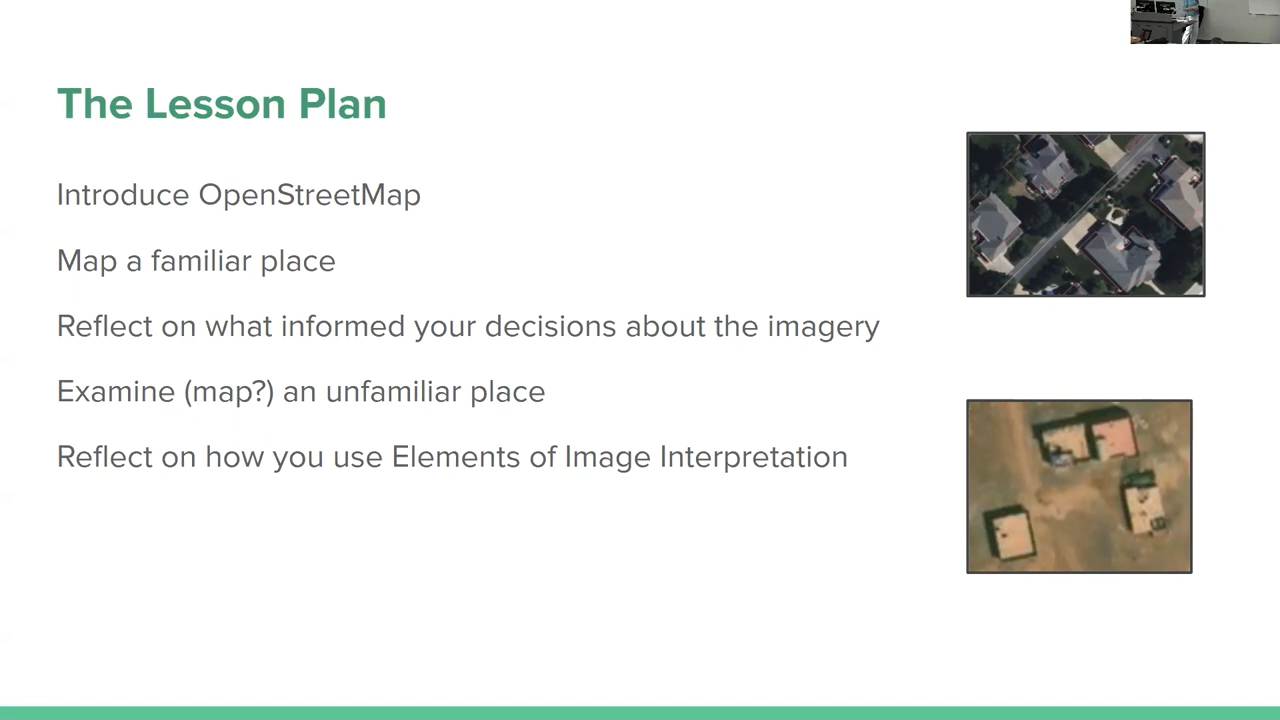 The Lesson Plan
Introduce OpenStreetMap
Map a familiar place
Reflect on what informed your decisions about the imagery
Examine (map?) an unfamiliar place
Reflect on how you use Elements of Image Interpretation